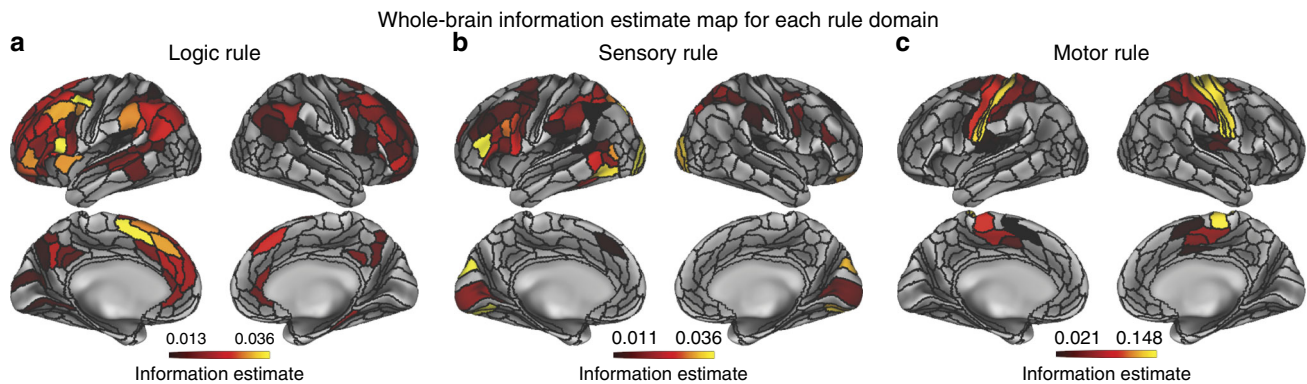 Whole-brain information estimate map for each rule domain
a
Logic rule
b
Sensory rule
c
Motor rule
0.013 0.036
Information estimate
0.011 0.036
Information estimate
0.021 0.148
Information estimate